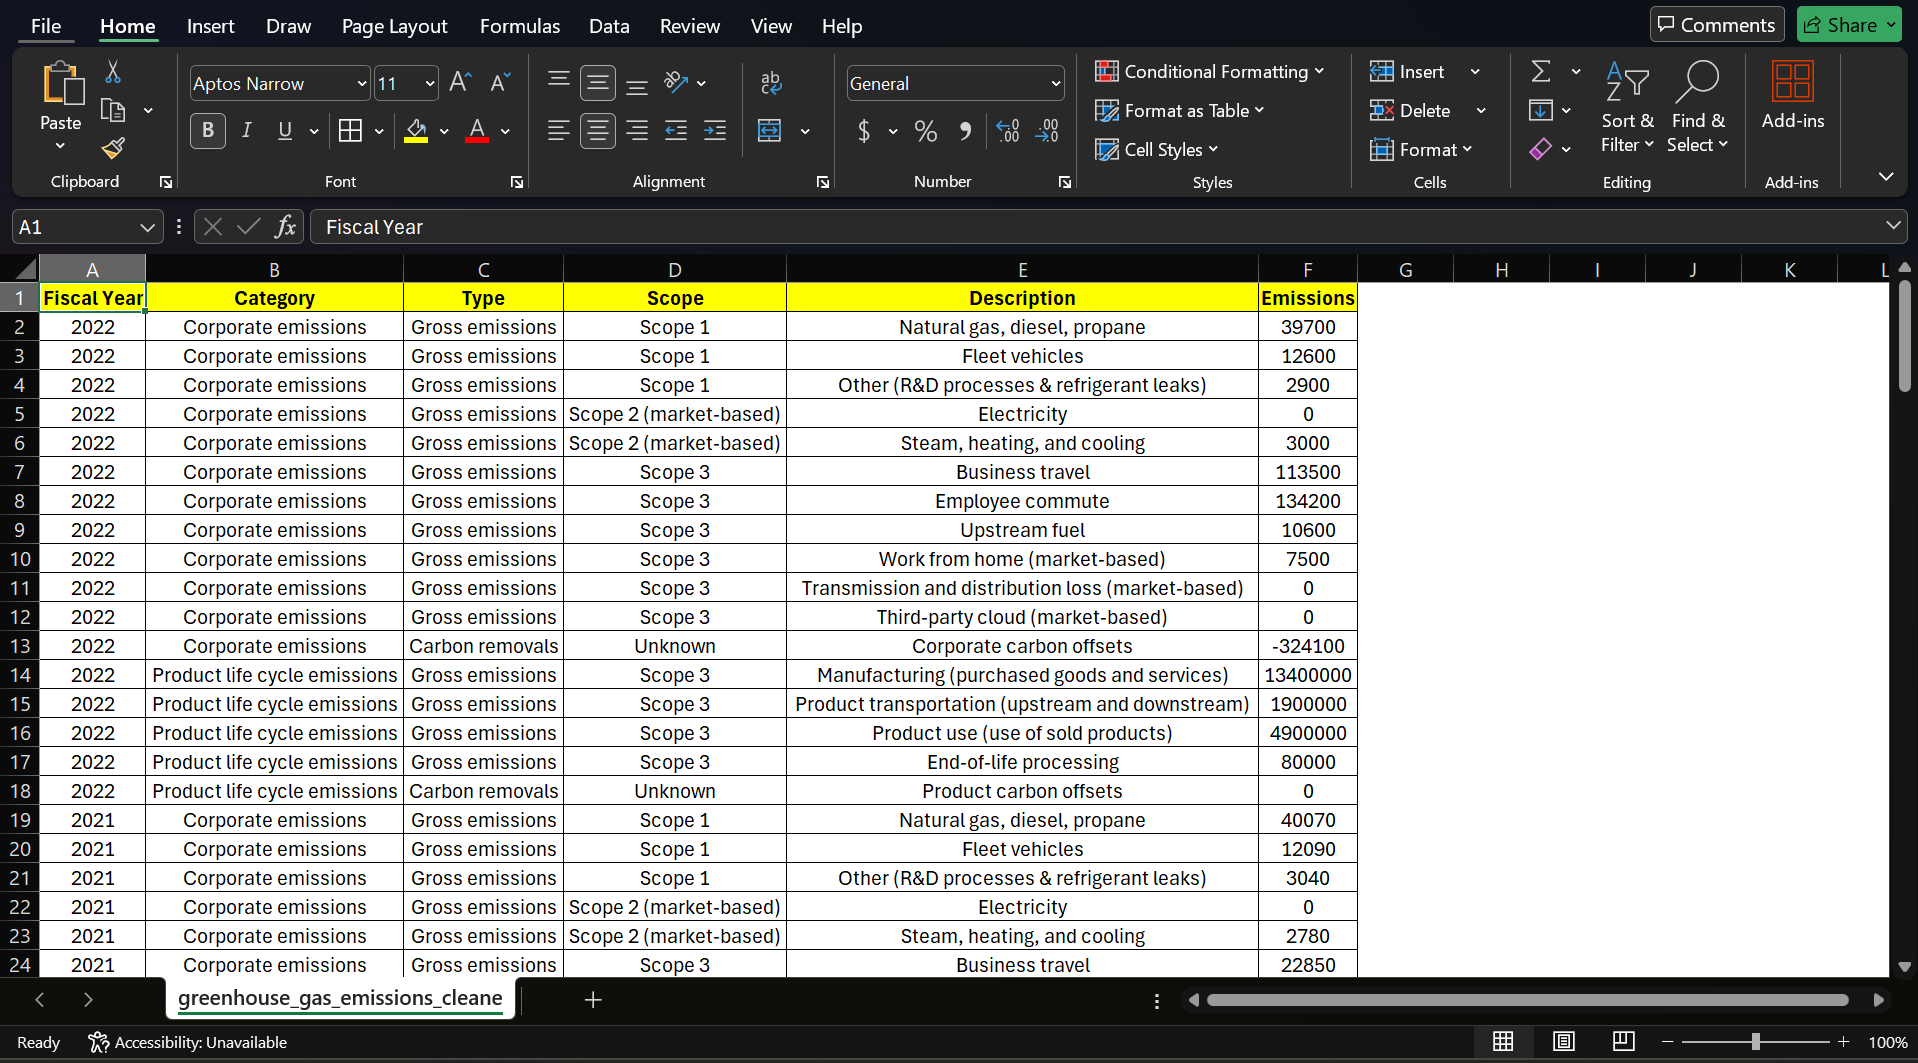 File Home Insert Draw Page Layout Formulas Data Review View Help Comments Share
Paste
Clipboard
Aptos Narrow 11
B I U A
Font
ab
Alignment
General
$ % 9 .00 .00
Number
Conditional Formatting
Format as Table
Cell Styles
Styles
Insert
Delete
Format
Cells
Sort & Filter
Find & Select
Editing
Add-ins
Add-ins
A1 fx Fiscal Year
A B C D E F G H I J K L
1 Fiscal Year Category Type Scope Description Emissions
2 2022 Corporate emissions Gross emissions Scope 1 Natural gas, diesel, propane 39700
3 2022 Corporate emissions Gross emissions Scope 1 Fleet vehicles 12600
4 2022 Corporate emissions Gross emissions Scope 1 Other (R&D processes & refrigerant leaks) 2900
5 2022 Corporate emissions Gross emissions Scope 2 (market-based) Electricity 0
6 2022 Corporate emissions Gross emissions Scope 2 (market-based) Steam, heating, and cooling 3000
7 2022 Corporate emissions Gross emissions Scope 3 Business travel 113500
8 2022 Corporate emissions Gross emissions Scope 3 Employee commute 134200
9 2022 Corporate emissions Gross emissions Scope 3 Upstream fuel 10600
10 2022 Corporate emissions Gross emissions Scope 3 Work from home (market-based) 7500
11 2022 Corporate emissions Gross emissions Scope 3 Transmission and distribution loss (market-based) 0
12 2022 Corporate emissions Gross emissions Scope 3 Third-party cloud (market-based) 0
13 2022 Corporate emissions Carbon removals Unknown Corporate carbon offsets -324100
14 2022 Product life cycle emissions Gross emissions Scope 3 Manufacturing (purchased goods and services) 13400000
15 2022 Product life cycle emissions Gross emissions Scope 3 Product transportation (upstream and downstream) 1900000
16 2022 Product life cycle emissions Gross emissions Scope 3 Product use (use of sold products) 4900000
17 2022 Product life cycle emissions Gross emissions Scope 3 End-of-life processing 80000
18 2022 Product life cycle emissions Carbon removals Unknown Product carbon offsets 0
19 2021 Corporate emissions Gross emissions Scope 1 Natural gas, diesel, propane 40070
20 2021 Corporate emissions Gross emissions Scope 1 Fleet vehicles 12090
21 2021 Corporate emissions Gross emissions Scope 1 Other (R&D processes & refrigerant leaks) 3040
22 2021 Corporate emissions Gross emissions Scope 2 (market-based) Electricity 0
23 2021 Corporate emissions Gross emissions Scope 2 (market-based) Steam, heating, and cooling 2780
24 2021 Corporate emissions Gross emissions Scope 3 Business travel 22850
greenhouse_gas_emissions_cleane
Ready Accessibility: Unavailable 100%